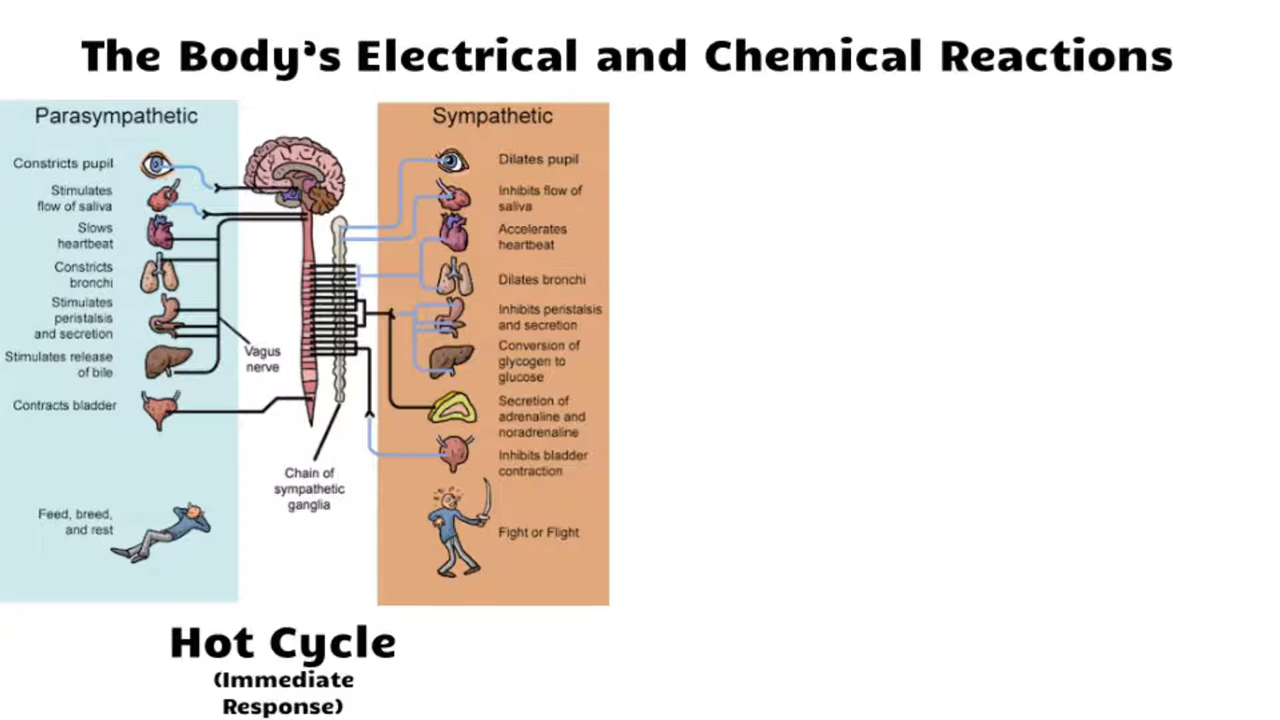 The Body's Electrical and Chemical Reactions
Parasympathetic
Constricts pupil
Stimulates
flow of saliva
Slows
heartbeat
Constricts
bronchi
Stimulates
peristalsis
and secretion
Stimulates release
of bile
Contracts bladder
Feed, breed,
and rest
Vagus
nerve
Chain of
sympathetic
ganglia
Sympathetic
Dilates pupil
Inhibits flow of
saliva
Accelerates
heartbeat
Dilates bronchi
Inhibits peristalsis
and secretion
Conversion of
glycogen to
glucose
Secretion of
adrenaline and
noradrenaline
Inhibits bladder
contraction
Fight or Flight
Hot Cycle
(Immediate
Response)